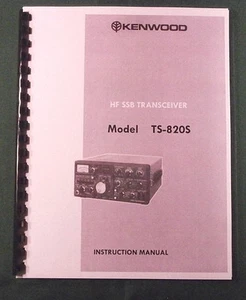 KENWOOD
HF SSB TRANSCEIVER
Model TS-820S
INSTRUCTION MANUAL